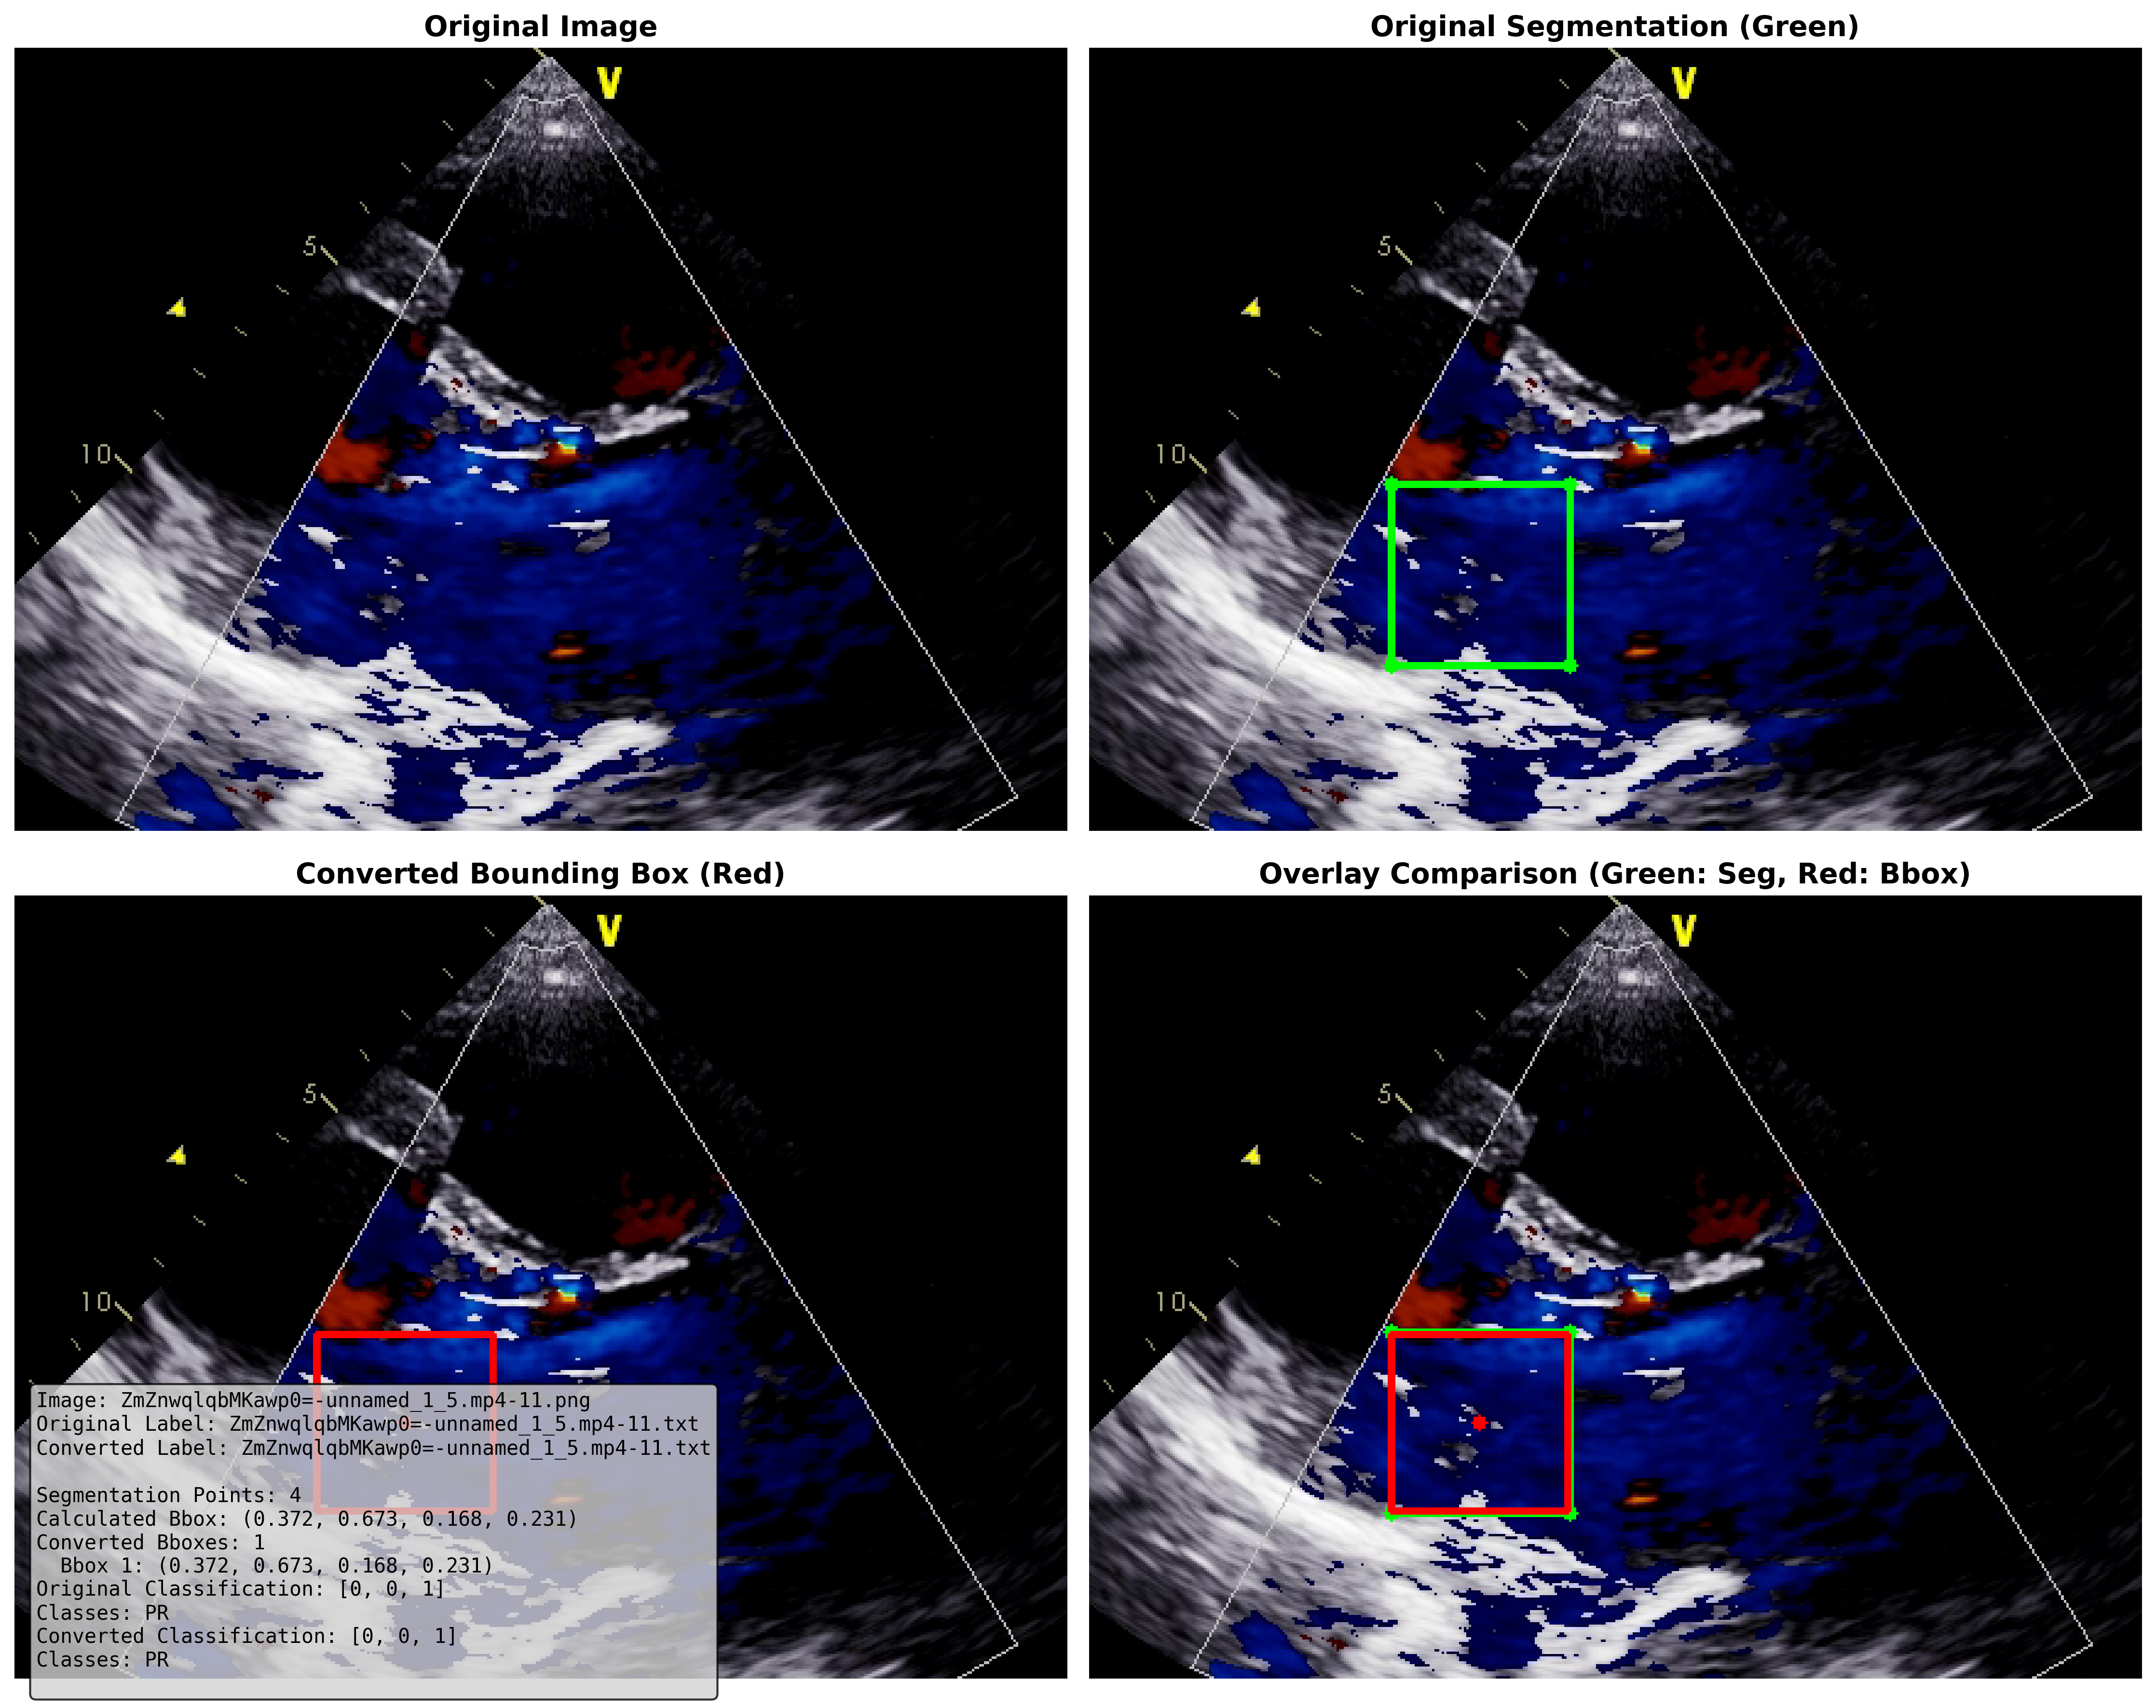 Original Image
Original Segmentation (Green)
V
5
10
V
5
10
Converted Bounding Box (Red)
Overlay Comparison (Green: Seg, Red: Bbox)
V
5
10
Image: ZmZnwqlqbMKawp0=-unnamed_1_5.mp4-11.png
Original Label: ZmZnwqlqbMKawp0=-unnamed_1_5.mp4-11.txt
Converted Label: ZmZnwqlqbMKawp0=-unnamed_1_5.mp4-11.txt
Segmentation Points: 4
Calculated Bbox: (0.372, 0.673, 0.168, 0.231)
Converted Bboxes: 1
Bbox 1: (0.372, 0.673, 0.168, 0.231)
Original Classification: [0, 0, 1]
Classes: PR
Converted Classification: [0, 0, 1]
Classes: PR
V
5
10